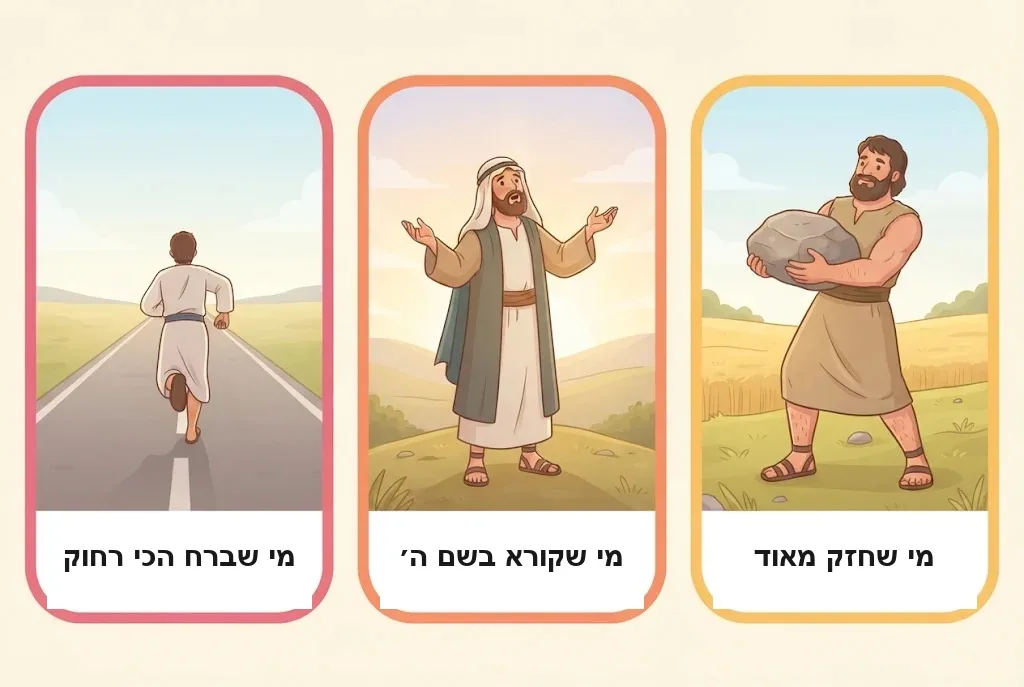 מי שחזק מאוד
מי שקורא בשם ה׳
מי שברח הכי רחוק